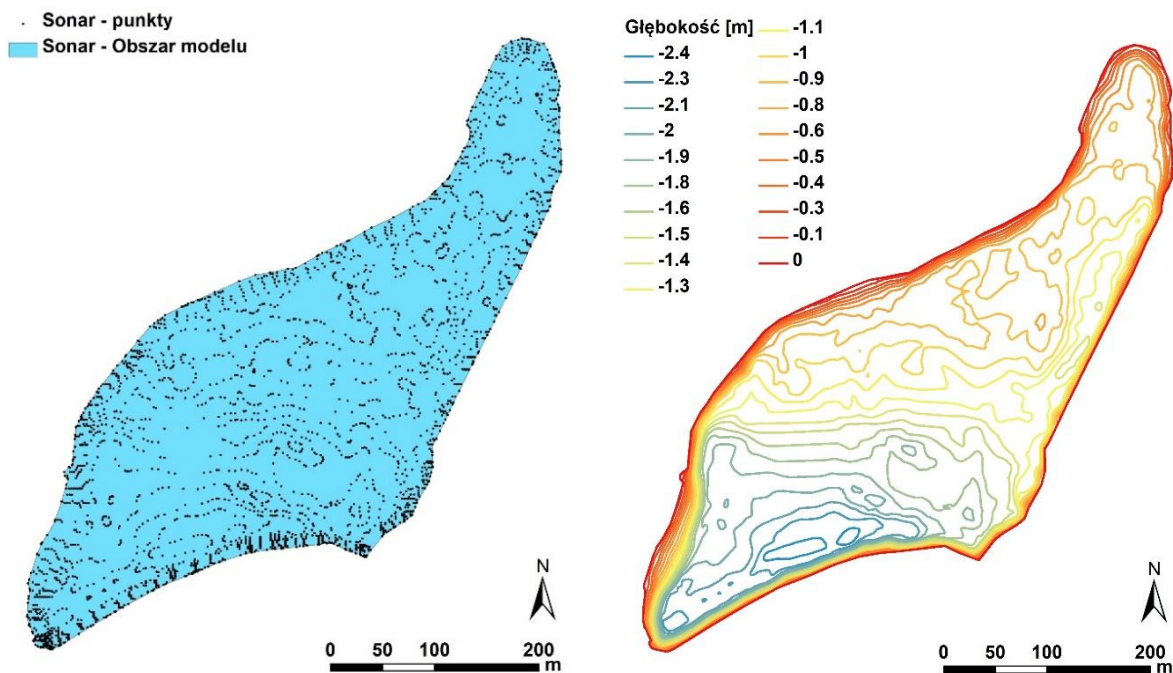 Sonar - punkty
Sonar - Obszar modelu
N
0 50 100 200
m
Głębokość [m]
-2.4
-2.3
-2.1
-2
-1.9
-1.8
-1.6
-1.5
-1.4
-1.3
-1.1
-1
-0.9
-0.8
-0.6
-0.5
-0.4
-0.3
-0.1
0
N
0 50 100 200
m